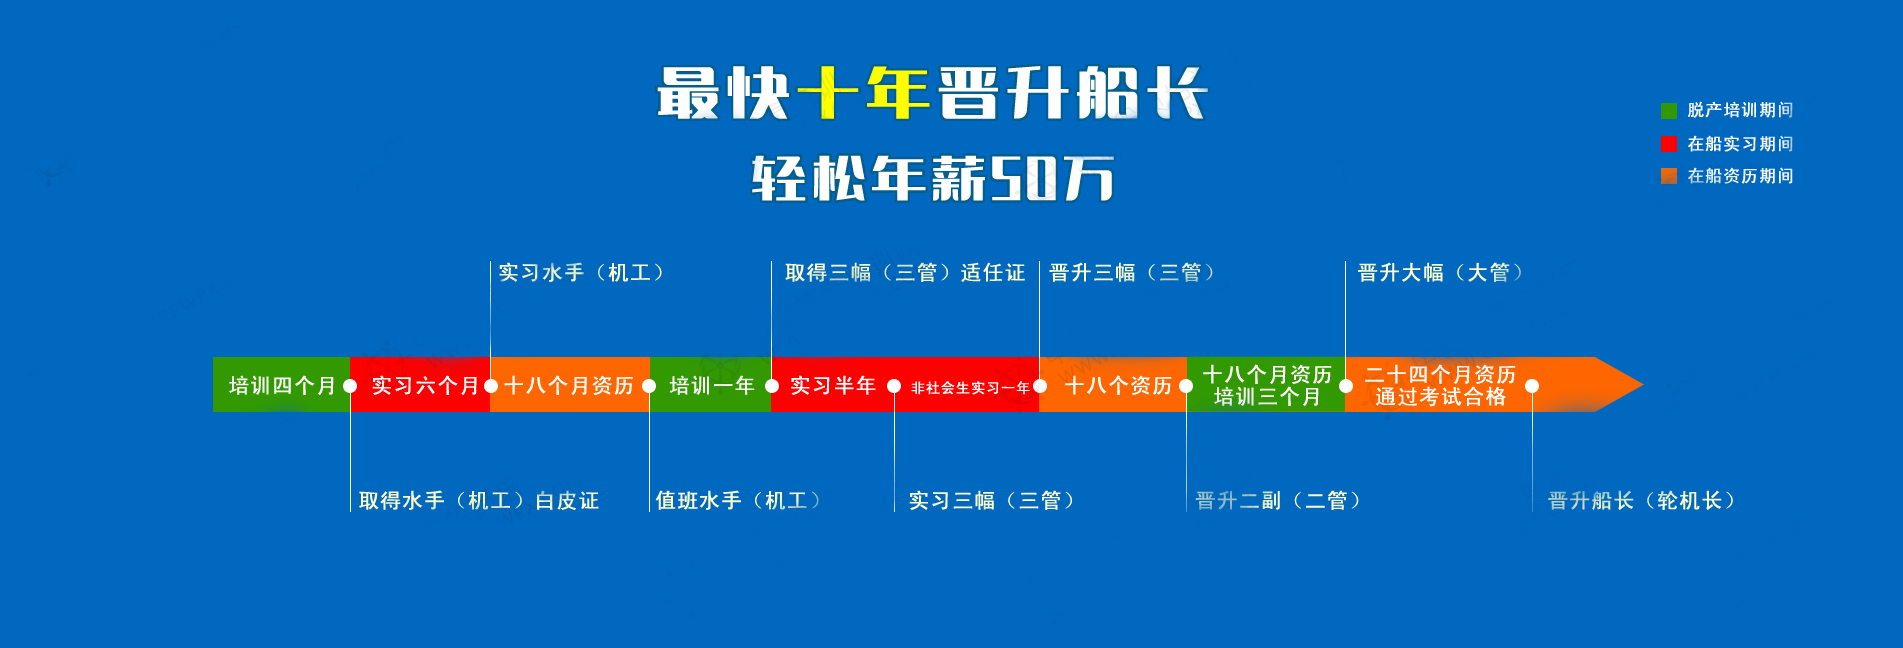 最快十年晋升船长
轻松年薪50万
脱产培训期间
在船实习期间
在船资历期间
实习水手（机工）
取得三幅（三管）适任证
晋升三幅（三管）
晋升大幅（大管）
培训四个月
实习六个月
十八个月资历
培训一年
实习半年
非社会生实习一年
十八个资历
十八个月资历
培训三个月
二十四个月资历
通过考试合格
取得水手（机工）白皮证
值班水手（机工）
实习三幅（三管）
晋升二副（二管）
晋升船长（轮机长）